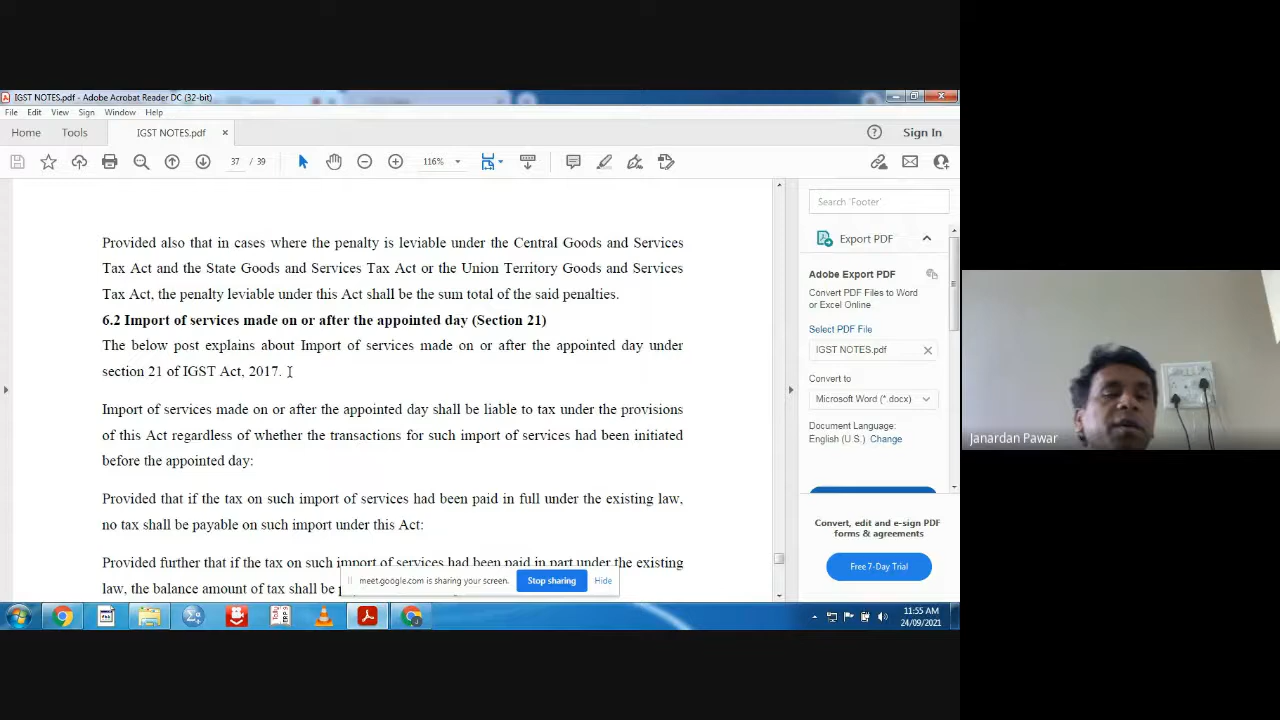 IGST NOTES.pdf - Adobe Acrobat Reader DC (32-bit)
File Edit View Sign Window Help
Home Tools IGST NOTES.pdf × Sign In
37 / 39 116%
Provided also that in cases where the penalty is leviable under the Central Goods and Services
Tax Act and the State Goods and Services Tax Act or the Union Territory Goods and Services
Tax Act, the penalty leviable under this Act shall be the sum total of the said penalties.
6.2 Import of services made on or after the appointed day (Section 21)
The below post explains about Import of services made on or after the appointed day under
section 21 of IGST Act, 2017.
Import of services made on or after the appointed day shall be liable to tax under the provisions
of this Act regardless of whether the transactions for such import of services had been initiated
before the appointed day:
Provided that if the tax on such import of services had been paid in full under the existing law,
no tax shall be payable on such import under this Act:
Provided further that if the tax on such import of services had been paid in part under the existing
law, the balance amount of tax shall be
meet.google.com is sharing your screen. Stop sharing Hide
Search 'Footer'
Export PDF
Adobe Export PDF
Convert PDF Files to Word
or Excel Online
Select PDF File
IGST NOTES.pdf
Convert to
Microsoft Word (*.docx)
Document Language:
English (U.S.) Change
Convert, edit and e-sign PDF
forms & agreements
Free 7-Day Trial
11:55 AM
24/09/2021
Janardan Pawar